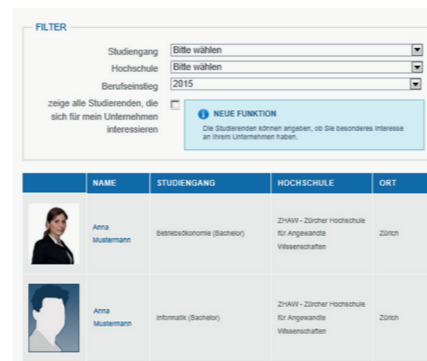 FILTER
Studiengang Bitte wählen
Hochschule Bitte wählen
Berufseinstieg 2015
zeige alle Studierenden, die
sich für mein Unternehmen
interessieren
NEUE FUNKTION
Die Studierenden können angeben, ob Sie besonderes Interesse
an Ihrem Unternehmen haben.
NAME STUDIENGANG HOCHSCHULE ORT
Anna
Mustermann
Betriebsökonomie (Bachelor)
ZHAW - Zürcher Hochschule
für Angewandte
Wissenschaften
Zürich
Anna
Mustermann
Informatik (Bachelor)
ZHAW - Zürcher Hochschule
für Angewandte
Wissenschaften
Zürich